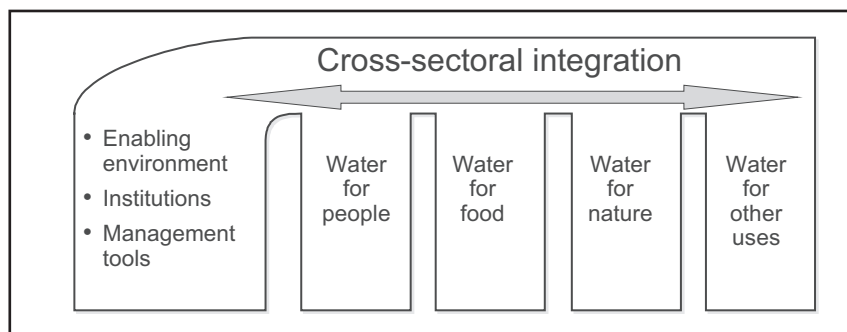 Cross-sectoral integration
• Enabling
environment
• Institutions
• Management
tools
Water
for
people
Water
for
food
Water
for
nature
Water
for
other
uses